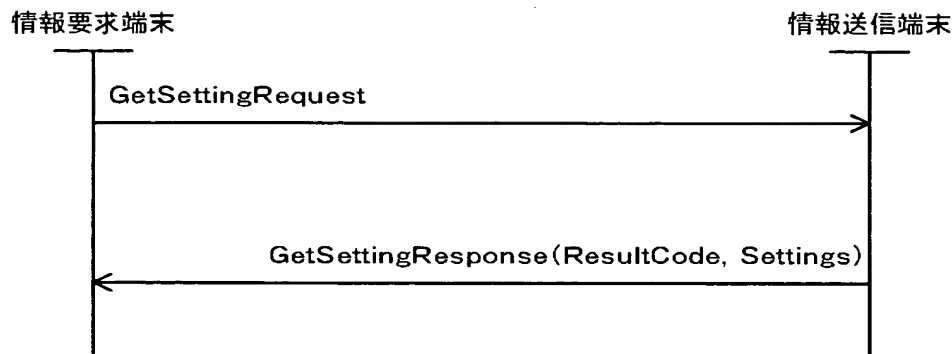 情報要求端末
情報送信端末
GetSettingRequest
GetSettingResponse(ResultCode, Settings)